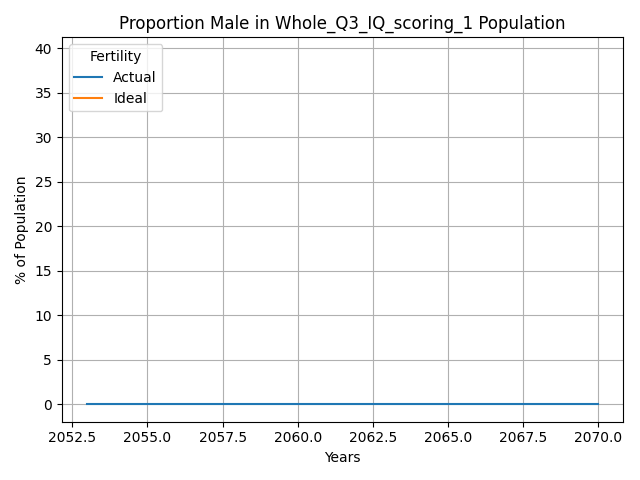 Proportion Male in Whole_Q3_IQ_scoring_1 Population
Fertility
Actual
Ideal
% of Population
40
35
30
25
20
15
10
5
0
2052.5 2055.0 2057.5 2060.0 2062.5 2065.0 2067.5 2070.0
Years